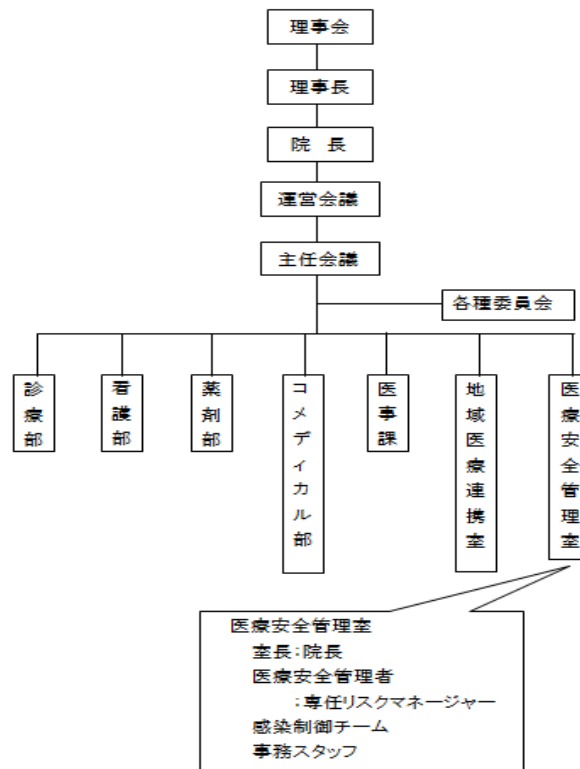 理事会
理事長
院 長
運営会議
主任会議
各種委員会
診療部
看護部
薬剤部
コメディカル部
医事課
地域医療連携室
医療安全管理室
医療安全管理室
室長:院長
医療安全管理者
:専任リスクマネージャー
感染制御チーム
事務スタッフ